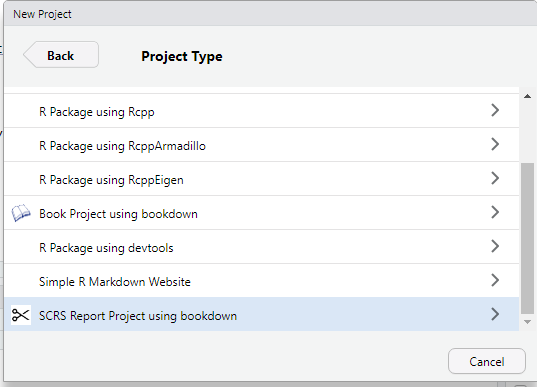 New Project
Back
Project Type
R Package using Rcpp
R Package using RcppArmadillo
R Package using RcppEigen
Book Project using bookdown
R Package using devtools
Simple R Markdown Website
SCRS Report Project using bookdown
Cancel